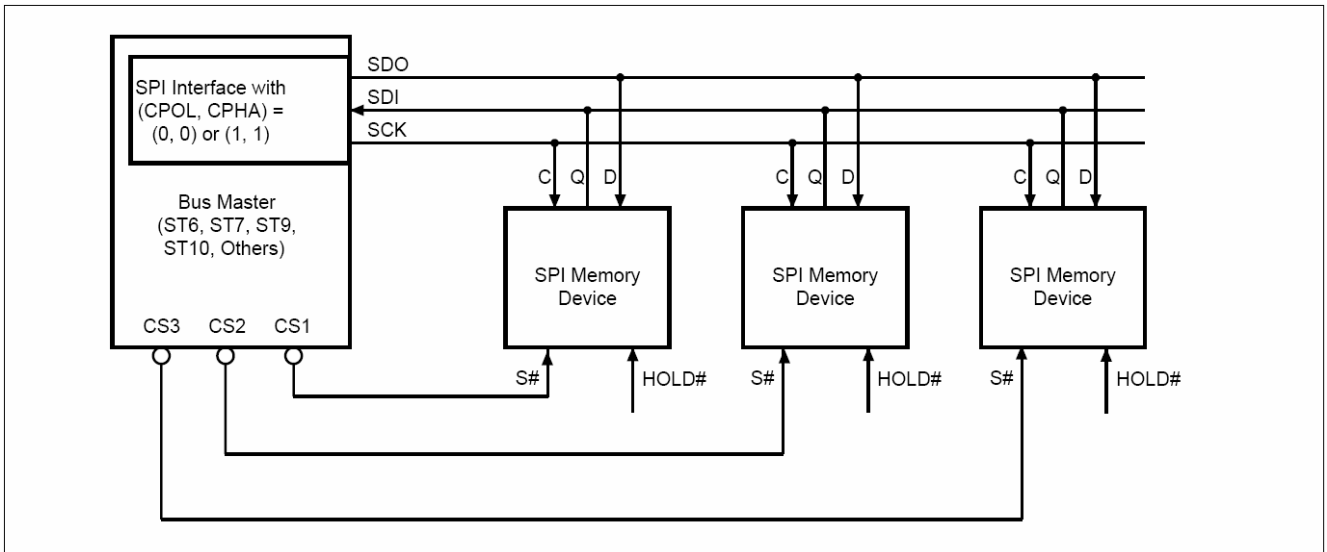 SPI Interface with
(CPOL, CPHA) =
(0, 0) or (1, 1)
SDO
SDI
SCK
Bus Master
(ST6, ST7, ST9,
ST10, Others)
CS3 CS2 CS1
C Q D
C Q D
C Q D
SPI Memory
Device
SPI Memory
Device
SPI Memory
Device
S# HOLD#
S# HOLD#
S# HOLD#